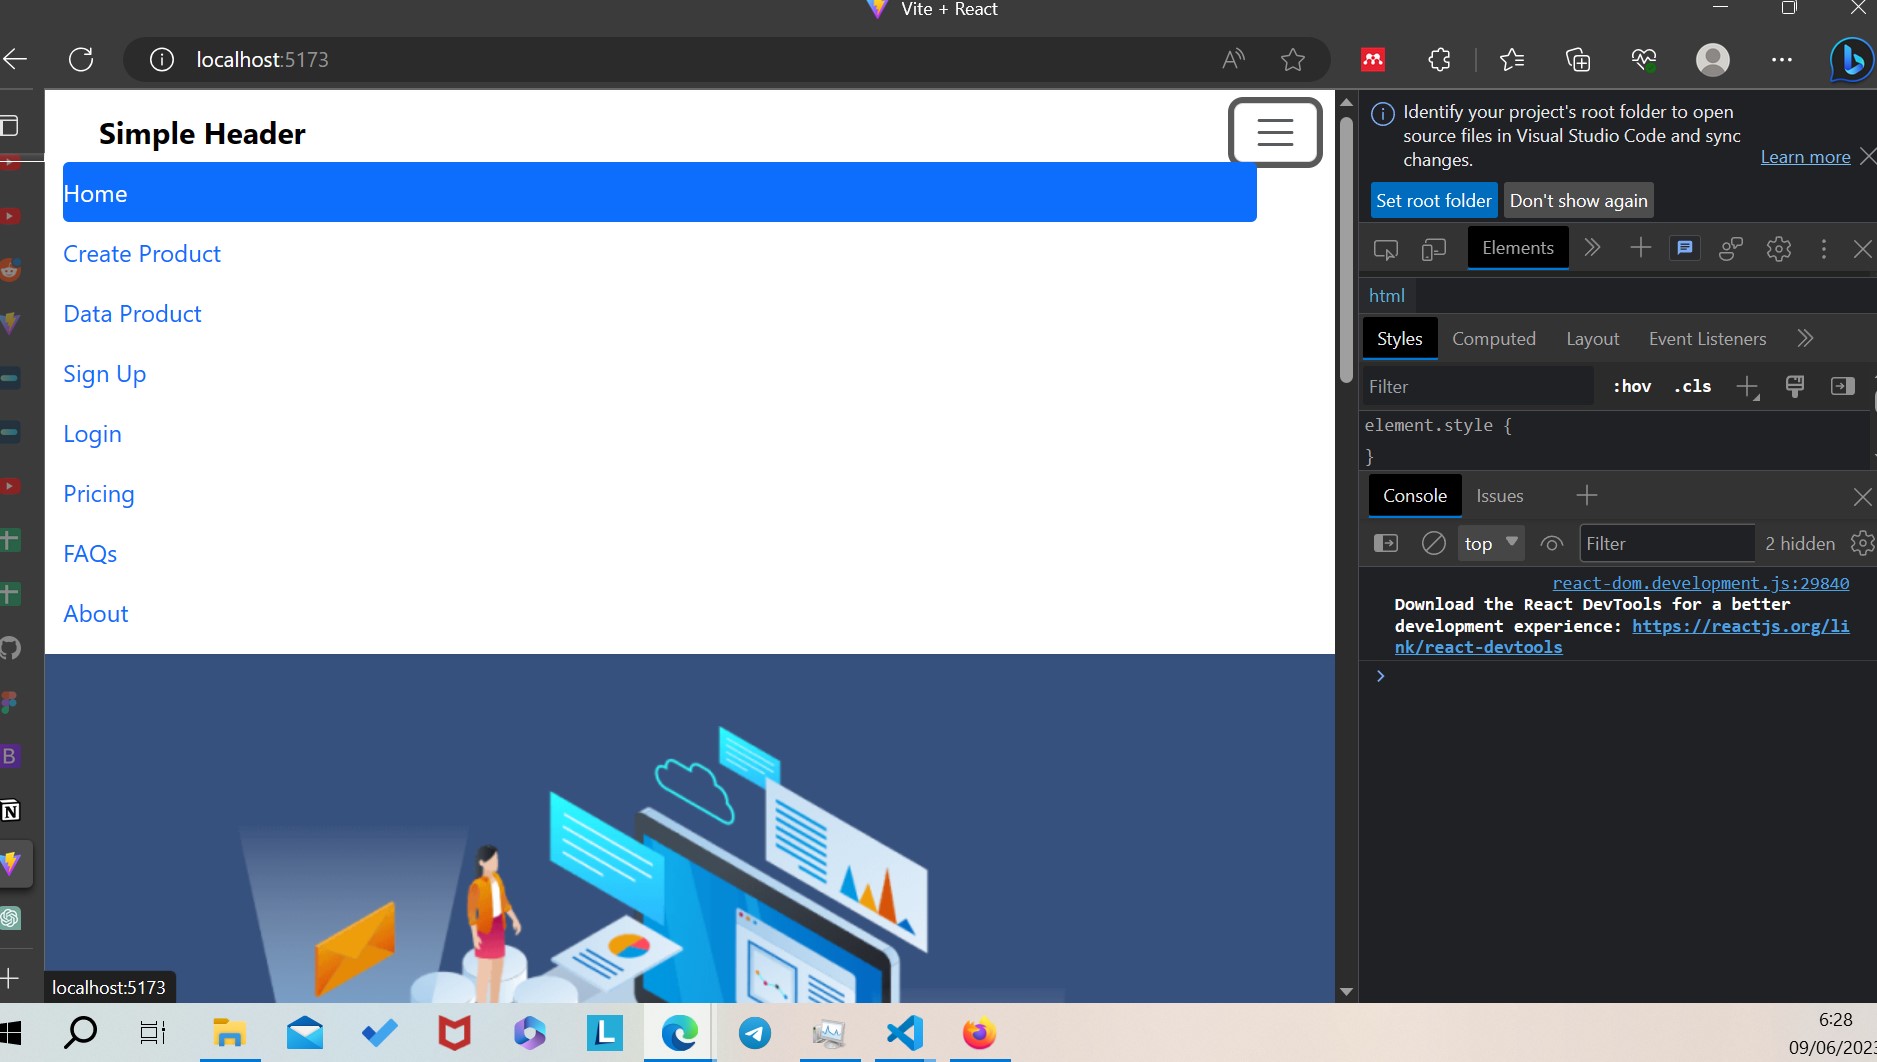 Vite + React
localhost:5173
Simple Header
Home
Create Product
Data Product
Sign Up
Login
Pricing
FAQs
About
localhost:5173
Identify your project's root folder to open
source files in Visual Studio Code and sync
changes.
Learn more
Set root folder
Don't show again
Elements
html
Styles
Computed
Layout
Event Listeners
Filter
:hov
.cls
element.style {
}
Console
Issues
top
Filter
2 hidden
react-dom.development.js:29840
Download the React DevTools for a better
development experience: https://reactjs.org/li
nk/react-devtools
6:28
09/06/2023